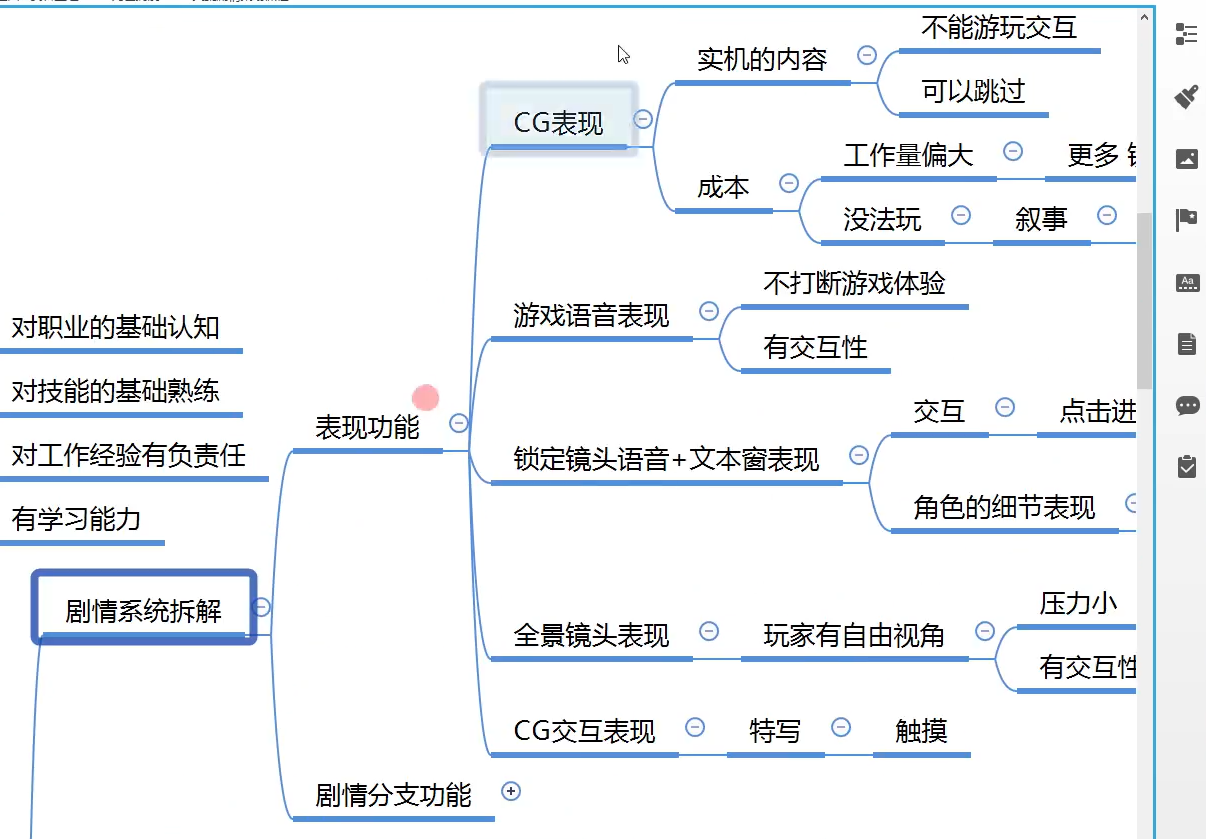 不能游玩交互
实机的内容
可以跳过
CG表现
工作量偏大
更多
成本
没法玩
叙事
不打断游戏体验
游戏语音表现
有交互性
对职业的基础认知
对技能的基础熟练
交互
点击进
表现功能
对工作经验有负责任
锁定镜头语音+文本窗表现
角色的细节表现
有学习能力
压力小
剧情系统拆解
全景镜头表现
玩家有自由视角
有交互性
CG交互表现
特写
触摸
剧情分支功能
Aa